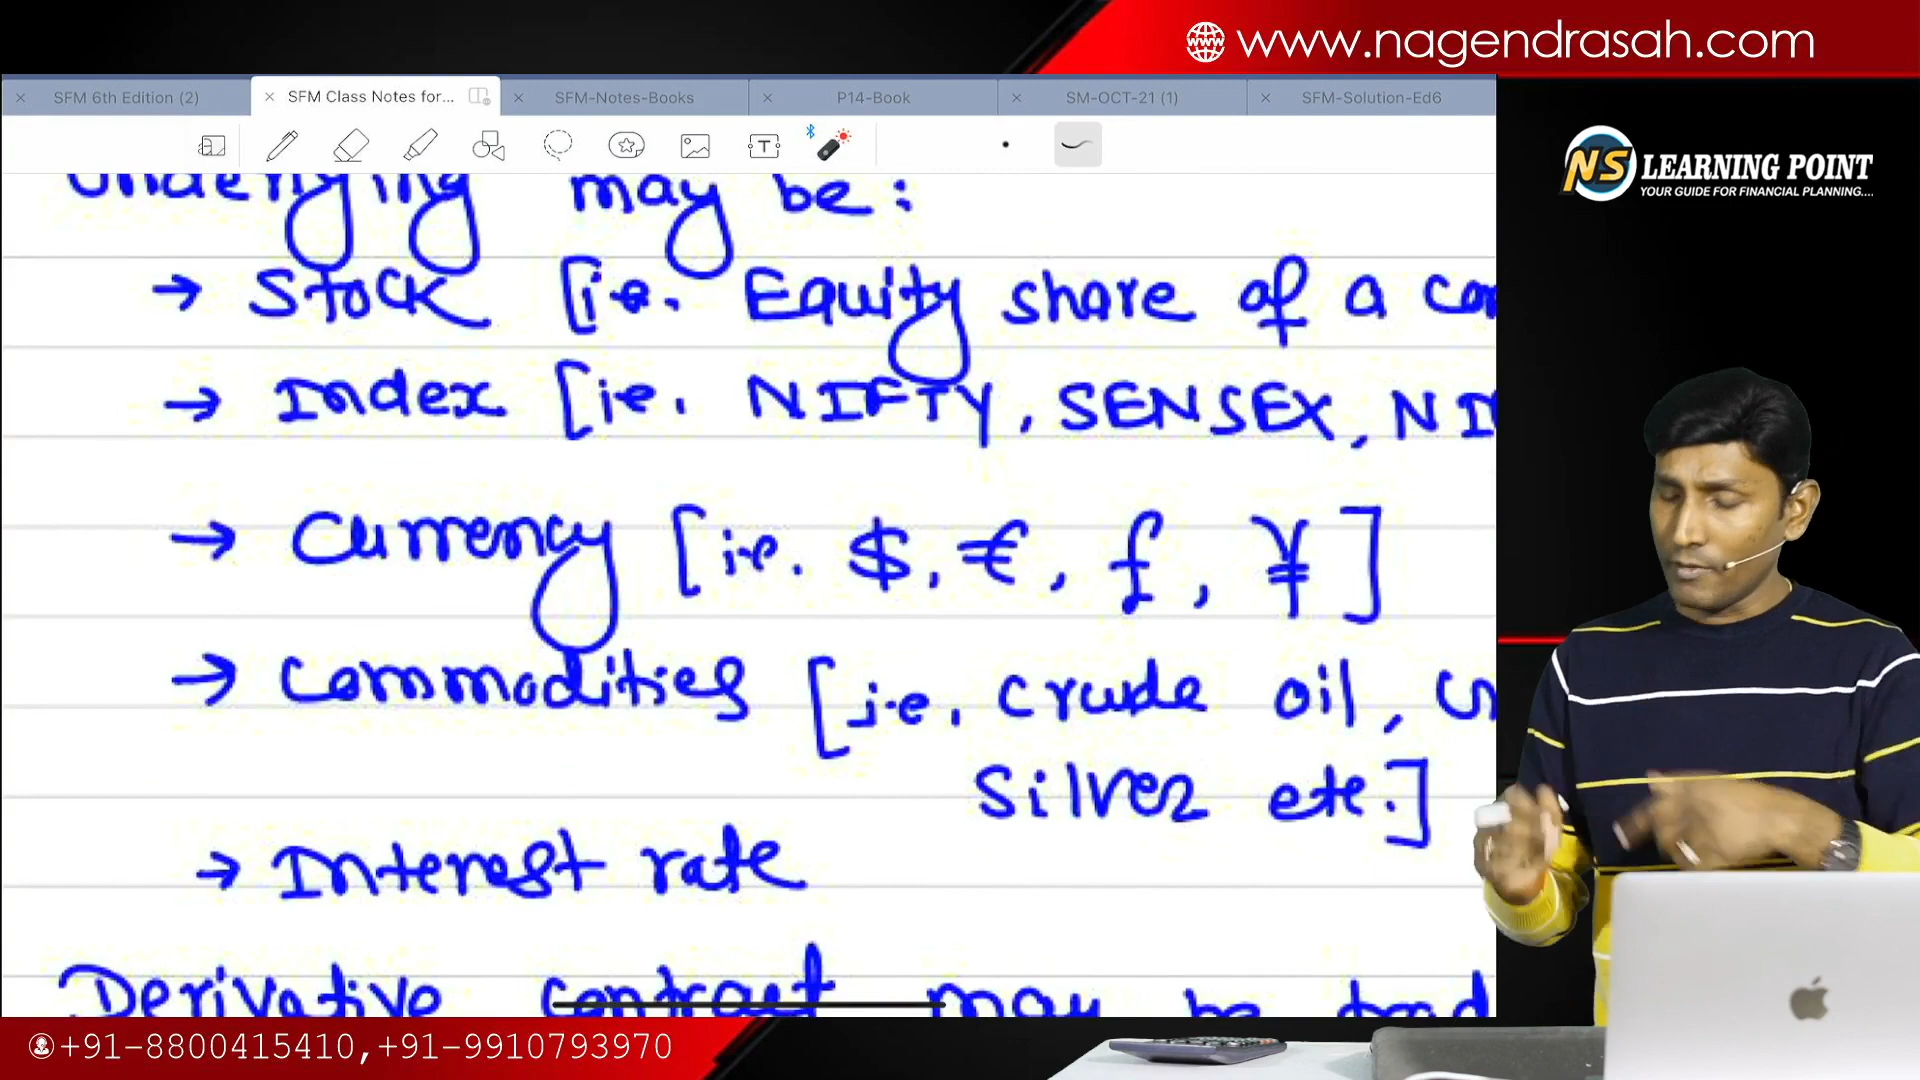 www.nagendrasah.com
SFM 6th Edition (2)
SFM Class Notes for...
SFM-Notes-Books
P14-Book
SM-OCT-21 (1)
SFM-Solution-Ed6
NS LEARNING POINT
YOUR GUIDE FOR FINANCIAL PLANNING....
Underlying may be:
→ Stock [i.e. Equity share of a
→ Index [i.e. NIFTY, SENSEX,
→ Currency [i.e. $, €, £, ¥]
→ Commodities [i.e. crude oil,
Silver etc.]
→ Interest rate
Derivative contract may be
+91-8800415410,+91-9910793970